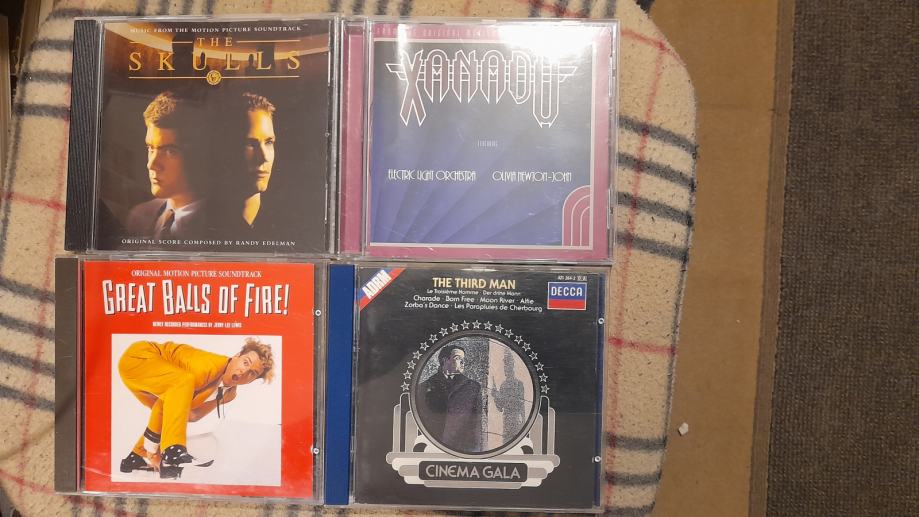 MUSIC FROM THE MOTION PICTURE SOUNDTRACK
THE
SKULLS
ORIGINAL SCORE COMPOSED BY RANDY EDELMAN
XANADU
FEATURING
ELECTRIC LIGHT ORCHESTRA OLIVIA NEWTON-JOHN
ORIGINAL MOTION PICTURE SOUNDTRACK
GREAT BALLS OF FIRE!
NEWLY RECORDED PERFORMANCES BY JERRY LEE LEWIS
ADRM
THE THIRD MAN
Le Troisième Homme · Der dritte Mann
Charade · Born Free · Moon River · Alfie
Zorba's Dance · Les Parapluies de Cherbourg
DECCA
CINEMA GALA